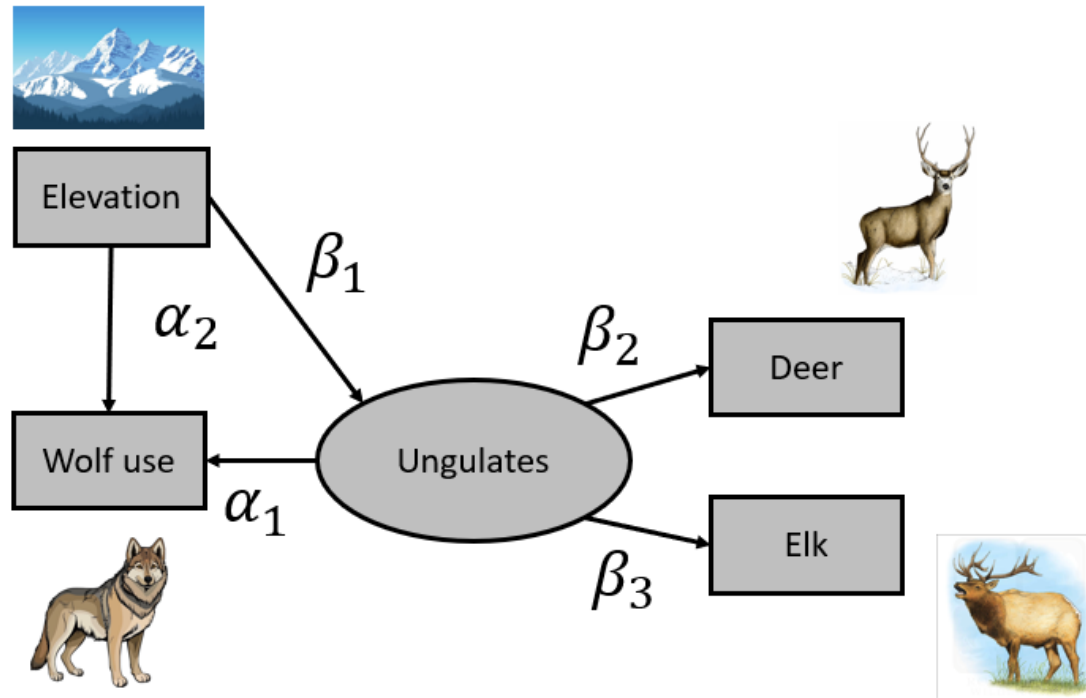 Elevation
β₁
α₂
β₂
Deer
Wolf use
Ungulates
α₁
Elk
β₃